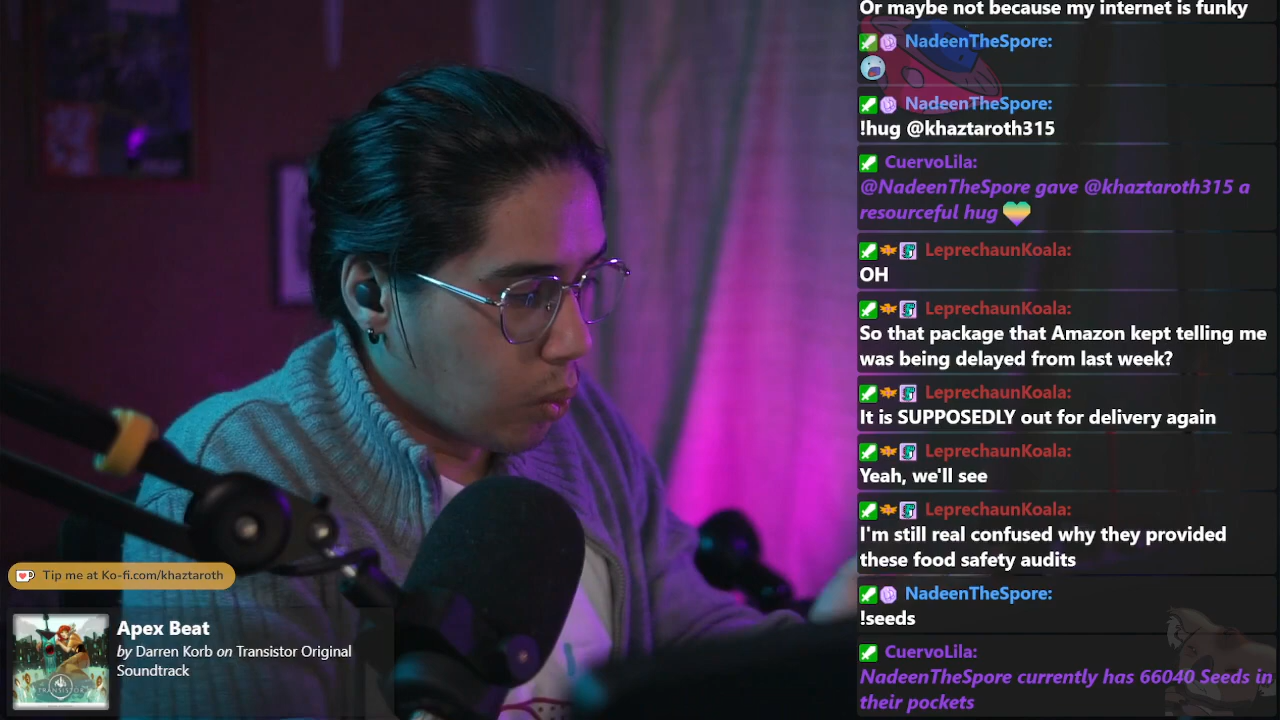 Or maybe not because my internet is funky
NadeenTheSpore:
NadeenTheSpore:
!hug @khaztaroth315
CuervoLila:
@NadeenTheSpore gave @khaztaroth315 a
resourceful hug
LeprechaunKoala:
OH
LeprechaunKoala:
So that package that Amazon kept telling me
was being delayed from last week?
LeprechaunKoala:
It is SUPPOSEDLY out for delivery again
LeprechaunKoala:
Yeah, we'll see
LeprechaunKoala:
I'm still real confused why they provided
these food safety audits
NadeenTheSpore:
!seeds
CuervoLila:
NadeenTheSpore currently has 66040 Seeds in
their pockets
Tip me at Ko-fi.com/khaztaroth
Apex Beat
by Darren Korb on Transistor Original
Soundtrack
TRANSISTOR